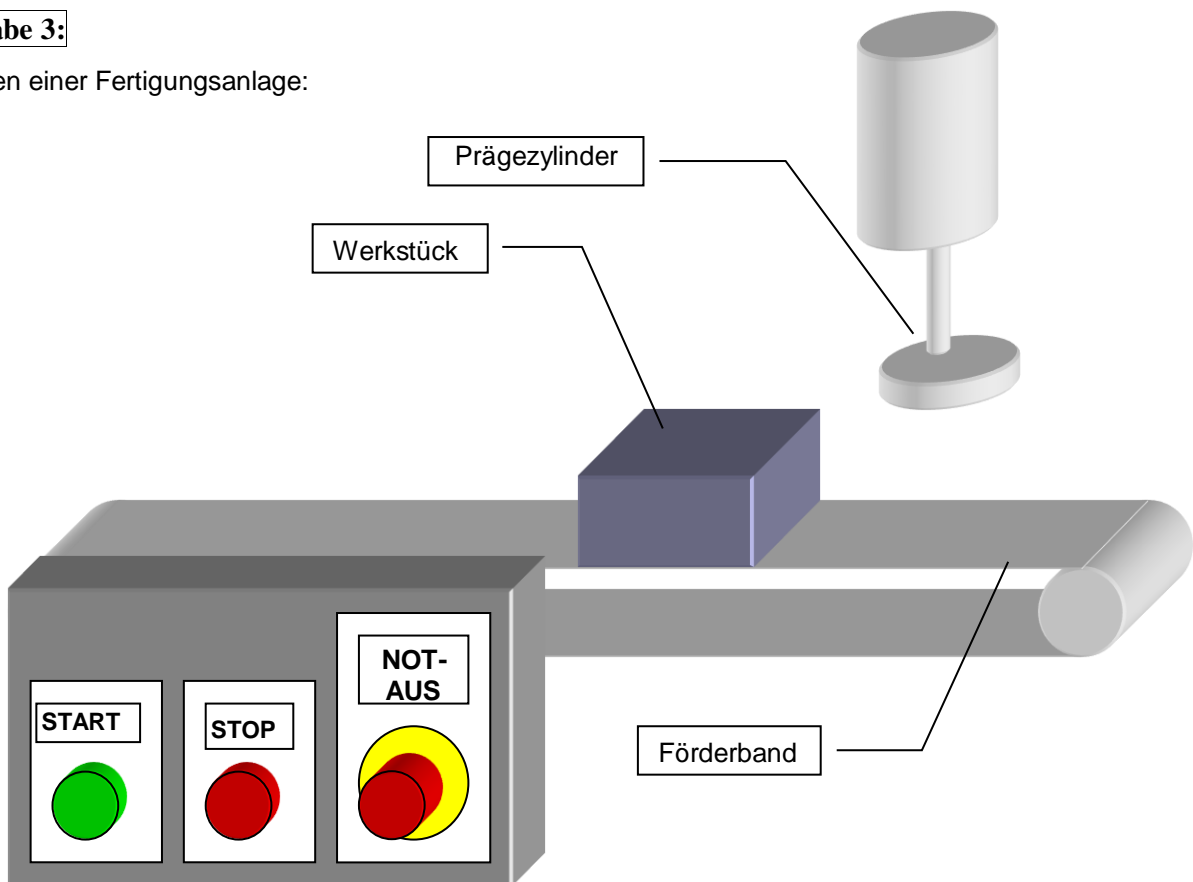 abe 3:
en einer Fertigungsanlage:
Prägezylinder
Werkstück
NOT-
AUS
START
STOP
Förderband